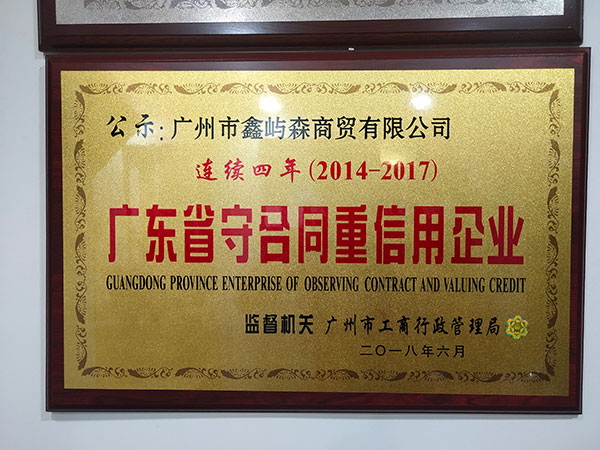 公示:广州市鑫屿森商贸有限公司
连续四年(2014-2017)
广东省守合同重信用企业
GUANGDONG PROVINCE ENTERPRISE OF OBSERVING CONTRACT AND VALUING CREDIT
监督机关 广州市工商行政管理局
二〇一八年六月